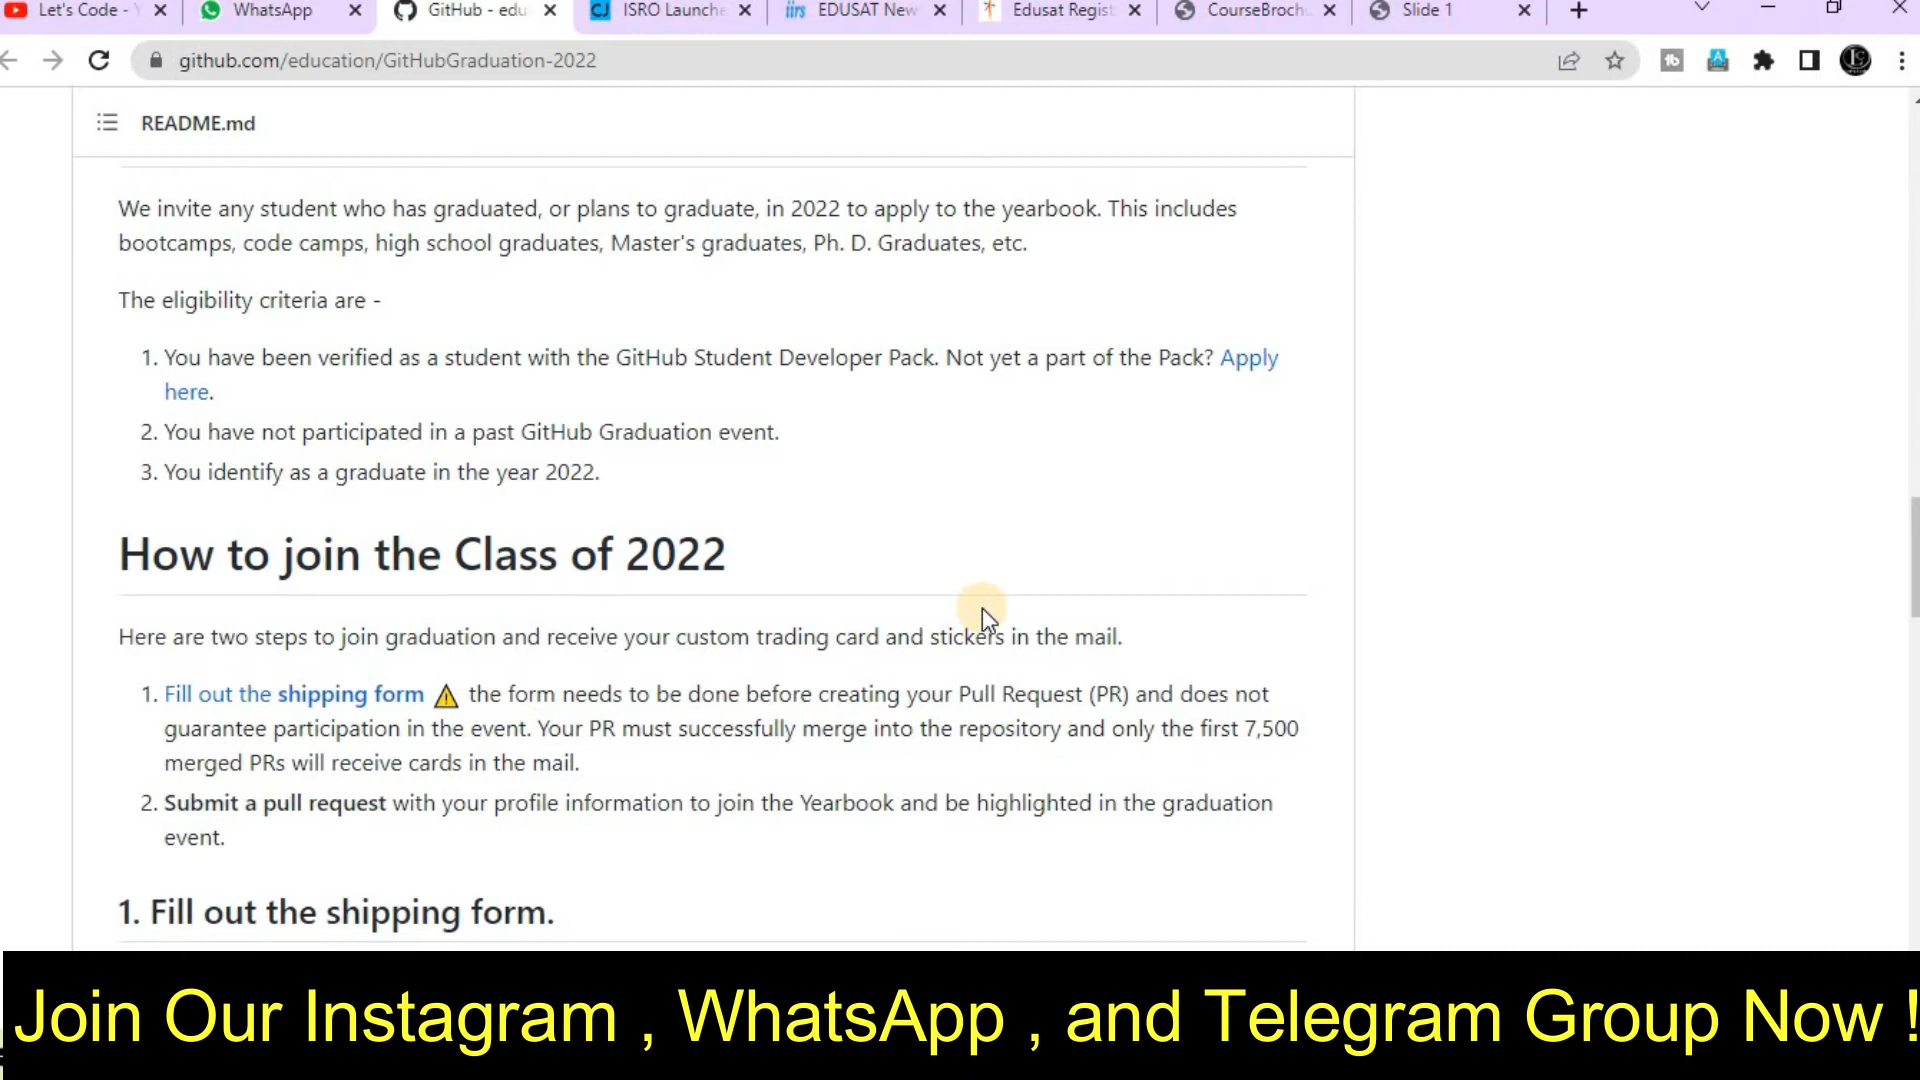 Let's Code - Y
WhatsApp
GitHub - edu
CJ
ISRO Launche
iirs
EDUSAT New
Edusat Regist
CourseBroch
Slide 1
github.com/education/GitHubGraduation-2022
README.md
We invite any student who has graduated, or plans to graduate, in 2022 to apply to the yearbook. This includes
bootcamps, code camps, high school graduates, Master's graduates, Ph. D. Graduates, etc.
The eligibility criteria are -
1. You have been verified as a student with the GitHub Student Developer Pack. Not yet a part of the Pack? Apply
here.
2. You have not participated in a past GitHub Graduation event.
3. You identify as a graduate in the year 2022.
How to join the Class of 2022
Here are two steps to join graduation and receive your custom trading card and stickers in the mail.
1. Fill out the shipping form ⚠ the form needs to be done before creating your Pull Request (PR) and does not
guarantee participation in the event. Your PR must successfully merge into the repository and only the first 7,500
merged PRs will receive cards in the mail.
2. Submit a pull request with your profile information to join the Yearbook and be highlighted in the graduation
event.
1. Fill out the shipping form.
Join Our Instagram , WhatsApp , and Telegram Group Now !